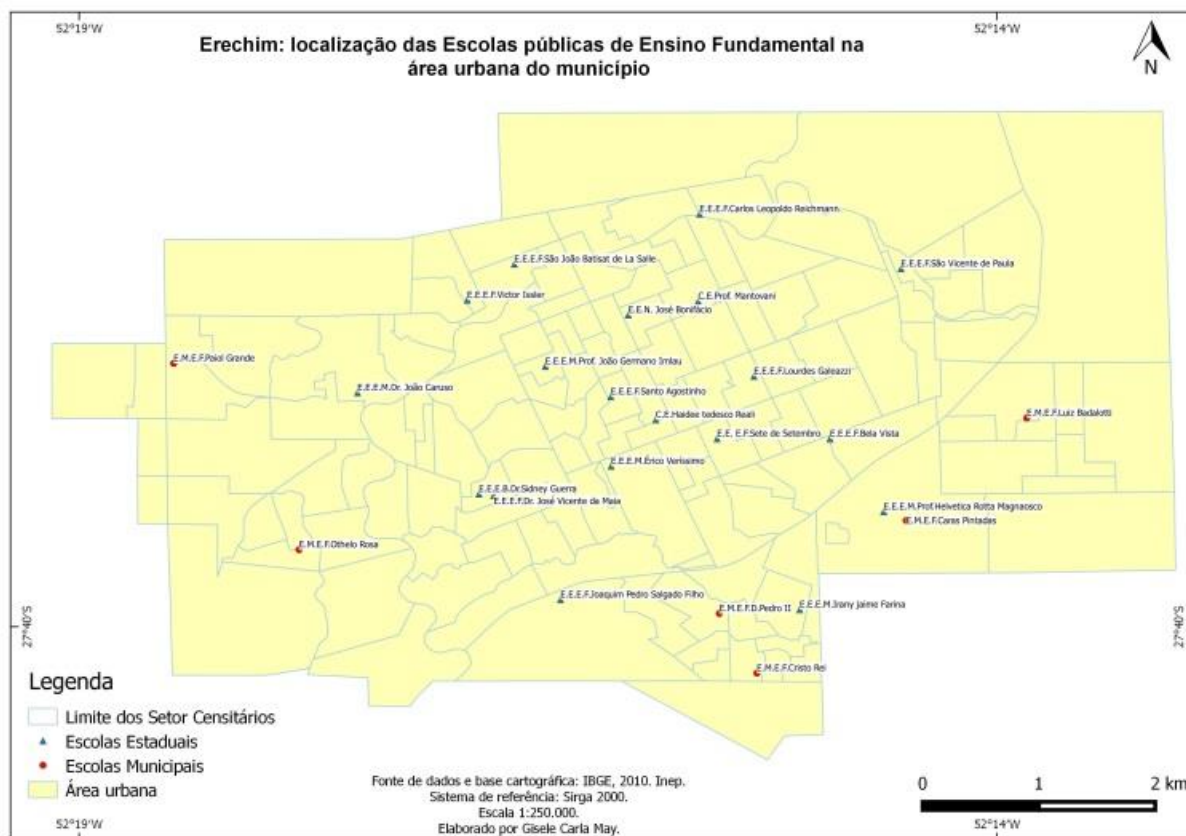 52°19'W
52°14'W
Erechim: localização das Escolas públicas de Ensino Fundamental na
área urbana do município
N
E.E.E.F.Carlos Leopoldo Reichmann
E.E.E.F.São João Batisat de La Salle
E.E.E.F.São Vicente de Paula
E.E.E.F.Victor Issler
C.E.Prof. Mantovani
E.E.N. José Bonifácio
E.M.E.F.Paiol Grande
E.E.E.M.Prof. João Germano Imlau
E.E.E.F.Lourdes Galeazzi
E.E.E.M.Dr. João Caruso
E.E.E.F.Santo Agostinho
E.M.E.F.Luiz Badalotti
C.E.Haidee tedesco Reali
E.E. E.F.Sete de Setembro
E.E.E.F.Bela Vista
E.E.E.M.Érico Veríssimo
E.E.E.B.Dr.Sidney Guerra
E.E.E.F.Dr. José Vicente de Maia
E.E.E.M.Prof.Helvetica Rotta Magnaosco
E.M.E.F.Caras Pintadas
E.M.E.F.Othelo Rosa
E.E.E.F.Joaquim Pedro Salgado Filho
E.M.E.F.D.Pedro II
E.E.E.M.Irany Jaime Farina
27°40'S
27°40'S
E.M.E.F.Cristo Rei
Legenda
Limite dos Setor Censitários
Escolas Estaduais
Escolas Municipais
Área urbana
Fonte de dados e base cartográfica: IBGE, 2010. Inep.
Sistema de referência: Sirga 2000.
Escala 1:250.000.
Elaborado por Gisele Carla May.
0 1 2 km
52°19'W
52°14'W